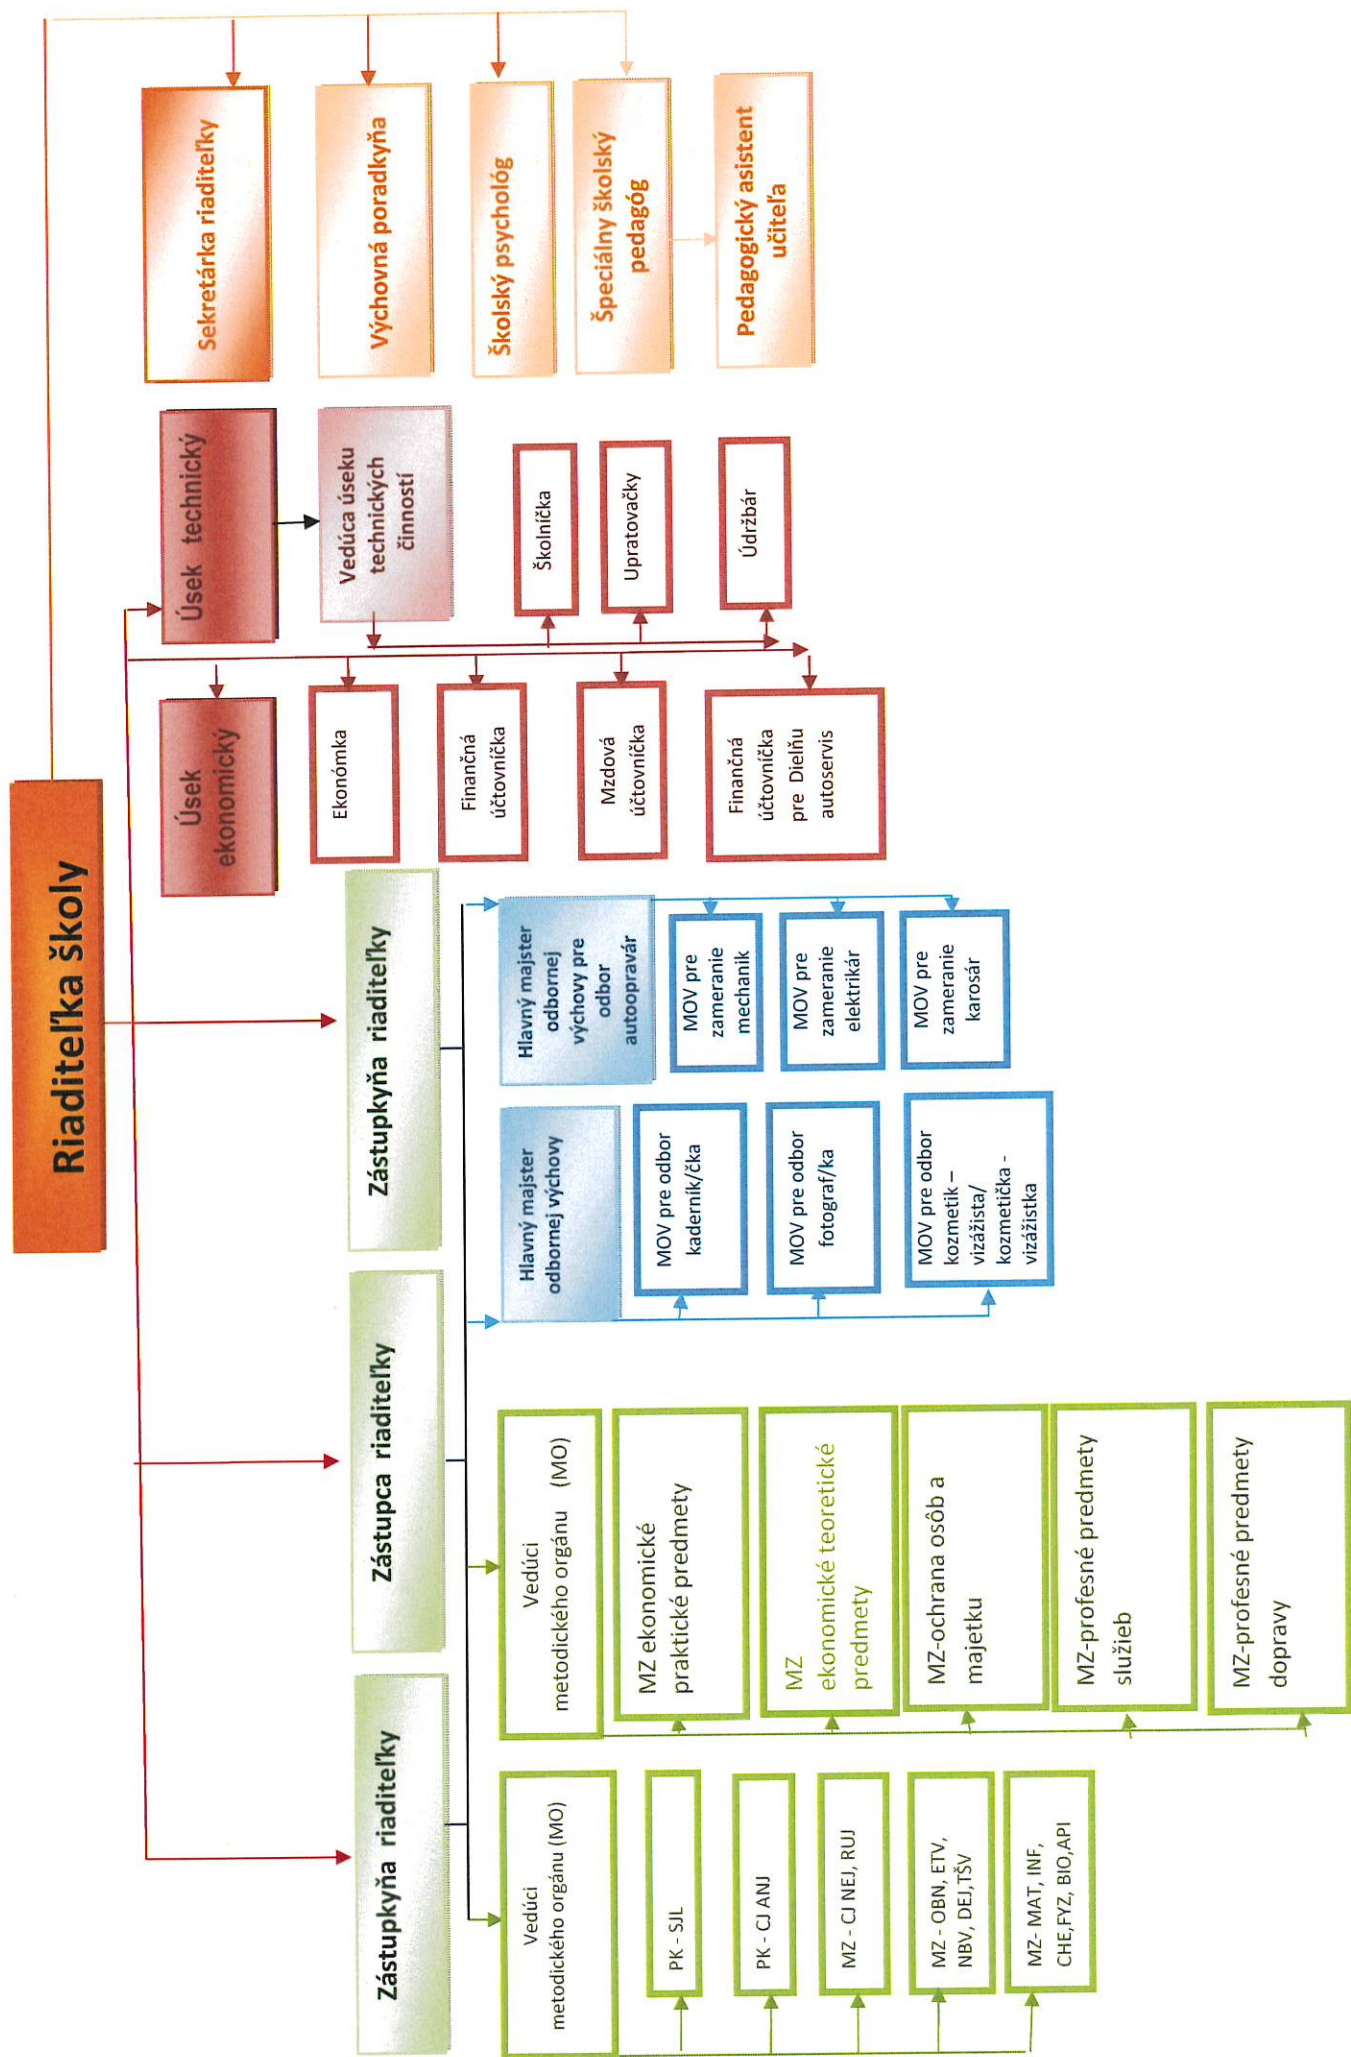 Riaditeľka školy
Zástupkyňa riaditeľky
Zástupca riaditeľky
Zástupkyňa riaditeľky
Úsek
ekonomický
Úsek technický
Sekretárka riaditeľky
Vedúci
metodického orgánu (MO)
PK - SJL
PK - CJ ANJ
MZ - CJ NEJ, RUJ
MZ - OBN, ETV,
NBV, DEJ,TŠV
MZ- MAT, INF,
CHE,FYZ, BIO,API
Vedúci
metodického orgánu (MO)
MZ ekonomické
praktické predmety
MZ
ekonomické teoretické
predmety
MZ-ochrana osôb a
majetku
MZ-profesné predmety
služieb
MZ-profesné predmety
dopravy
Hlavný majster
odbornej výchovy
MOV pre odbor
kaderník/čka
MOV pre odbor
fotograf/ka
MOV pre odbor
kozmetik –
vizážista/
kozmetička -
vizážistka
Hlavný majster
odbornej
výchovy pre
odbor
autoopravár
MOV pre
zameranie
mechanik
MOV pre
zameranie
elektrikár
MOV pre
zameranie
karosár
Ekonómka
Finančná
účtovníčka
Mzdová
účtovníčka
Finančná
účtovníčka
pre Dielňu
autoservis
Vedúca úseku
technických
činností
Školníčka
Upratovačky
Údržbár
Výchovná poradkyňa
Školský psychológ
Špeciálny školský
pedagóg
Pedagogický asistent
učiteľa